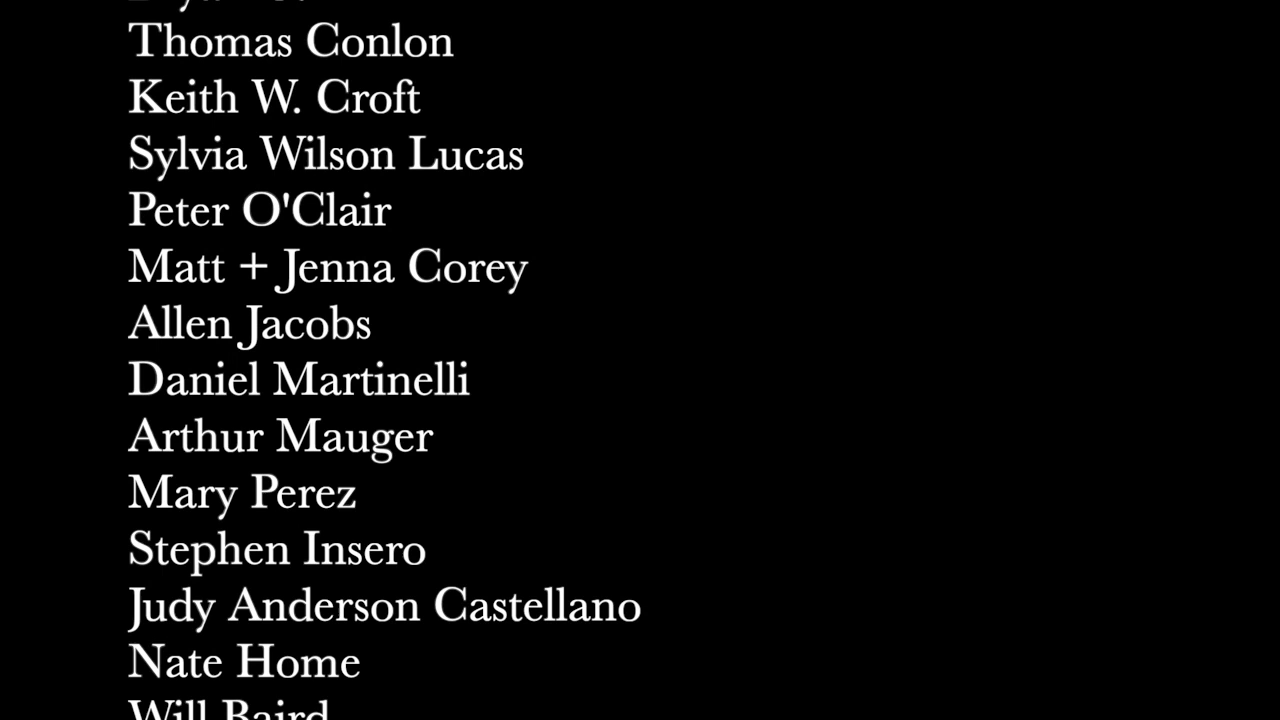 Thomas Conlon
Keith W. Croft
Sylvia Wilson Lucas
Peter O'Clair
Matt + Jenna Corey
Allen Jacobs
Daniel Martinelli
Arthur Mauger
Mary Perez
Stephen Insero
Judy Anderson Castellano
Nate Home
Will Baird